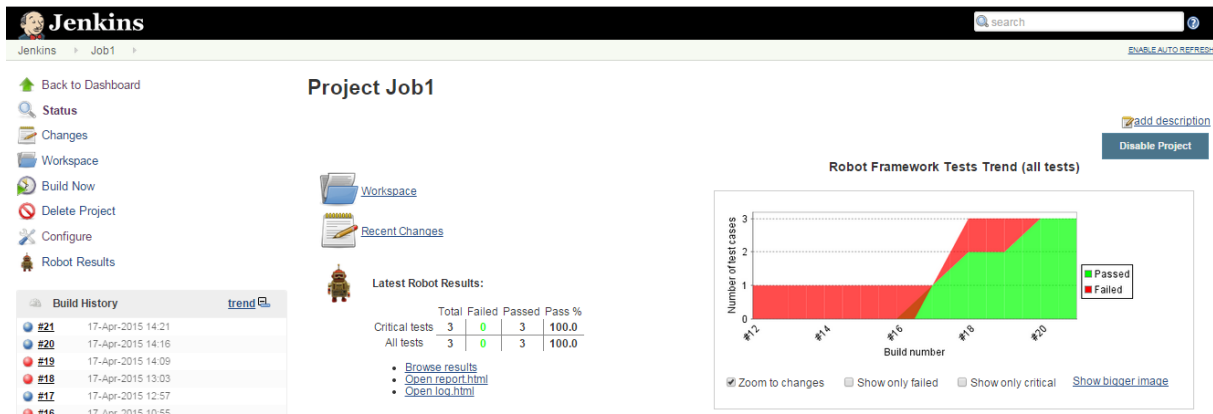 Jenkins
search
Jenkins Job1
ENABLE AUTO REFRESH
Back to Dashboard
Status
Changes
Workspace
Build Now
Delete Project
Configure
Robot Results
Build History trend
#21 17-Apr-2015 14:21
#20 17-Apr-2015 14:16
#19 17-Apr-2015 14:09
#18 17-Apr-2015 13:03
#17 17-Apr-2015 12:57
#16 17-Apr-2015 10:55
Project Job1
add description
Disable Project
Workspace
Recent Changes
Latest Robot Results:
Total Failed Passed Pass %
Critical tests 3 0 3 100.0
All tests 3 0 3 100.0
Browse results
Open report.html
Open log.html
Robot Framework Tests Trend (all tests)
Number of test cases
3
2
1
0
#12 #14 #16 #18 #20
Build number
Passed
Failed
Zoom to changes Show only failed Show only critical Show bigger image